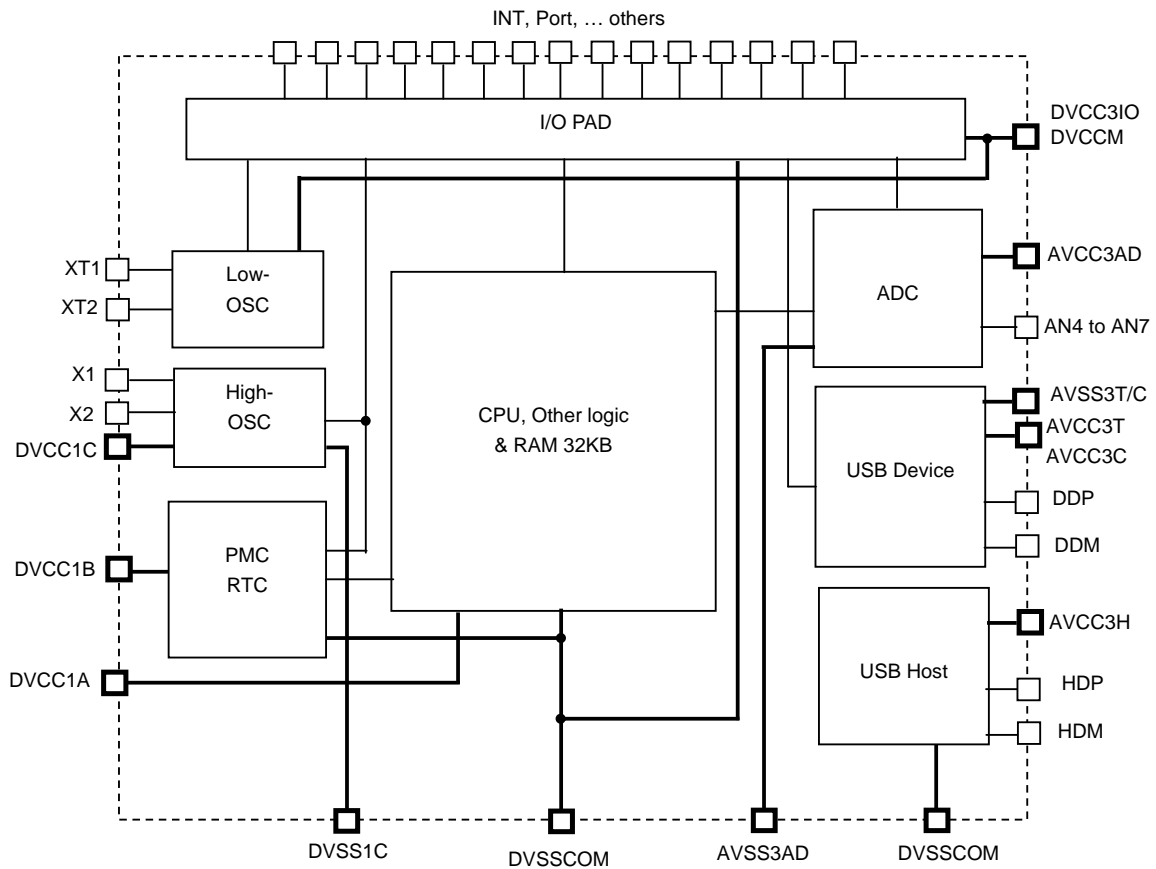 INT, Port, … others
I/O PAD
DVCC3IO
DVCCM
XT1
XT2
Low-
OSC
ADC
AVCC3AD
AN4 to AN7
X1
X2
DVCC1C
High-
OSC
CPU, Other logic
& RAM 32KB
USB Device
AVSS3T/C
AVCC3T
AVCC3C
DDP
DDM
DVCC1B
PMC
RTC
DVCC1A
USB Host
AVCC3H
HDP
HDM
DVSS1C
DVSSCOM
AVSS3AD
DVSSCOM